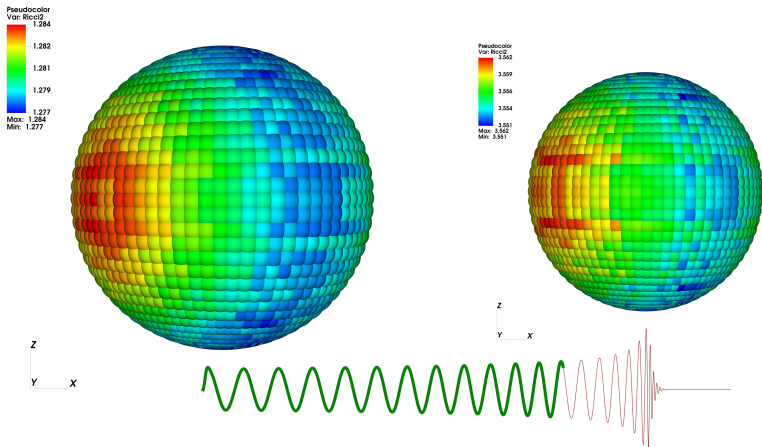 Pseudocolor
Var: Ricci2
1.284
1.282
1.281
1.279
1.277
Max: 1.284
Min: 1.277
Z
Y X
Pseudocolor
Var: Ricci2
3.562
3.559
3.556
3.554
3.551
Max: 3.562
Min: 3.551
Z
Y X